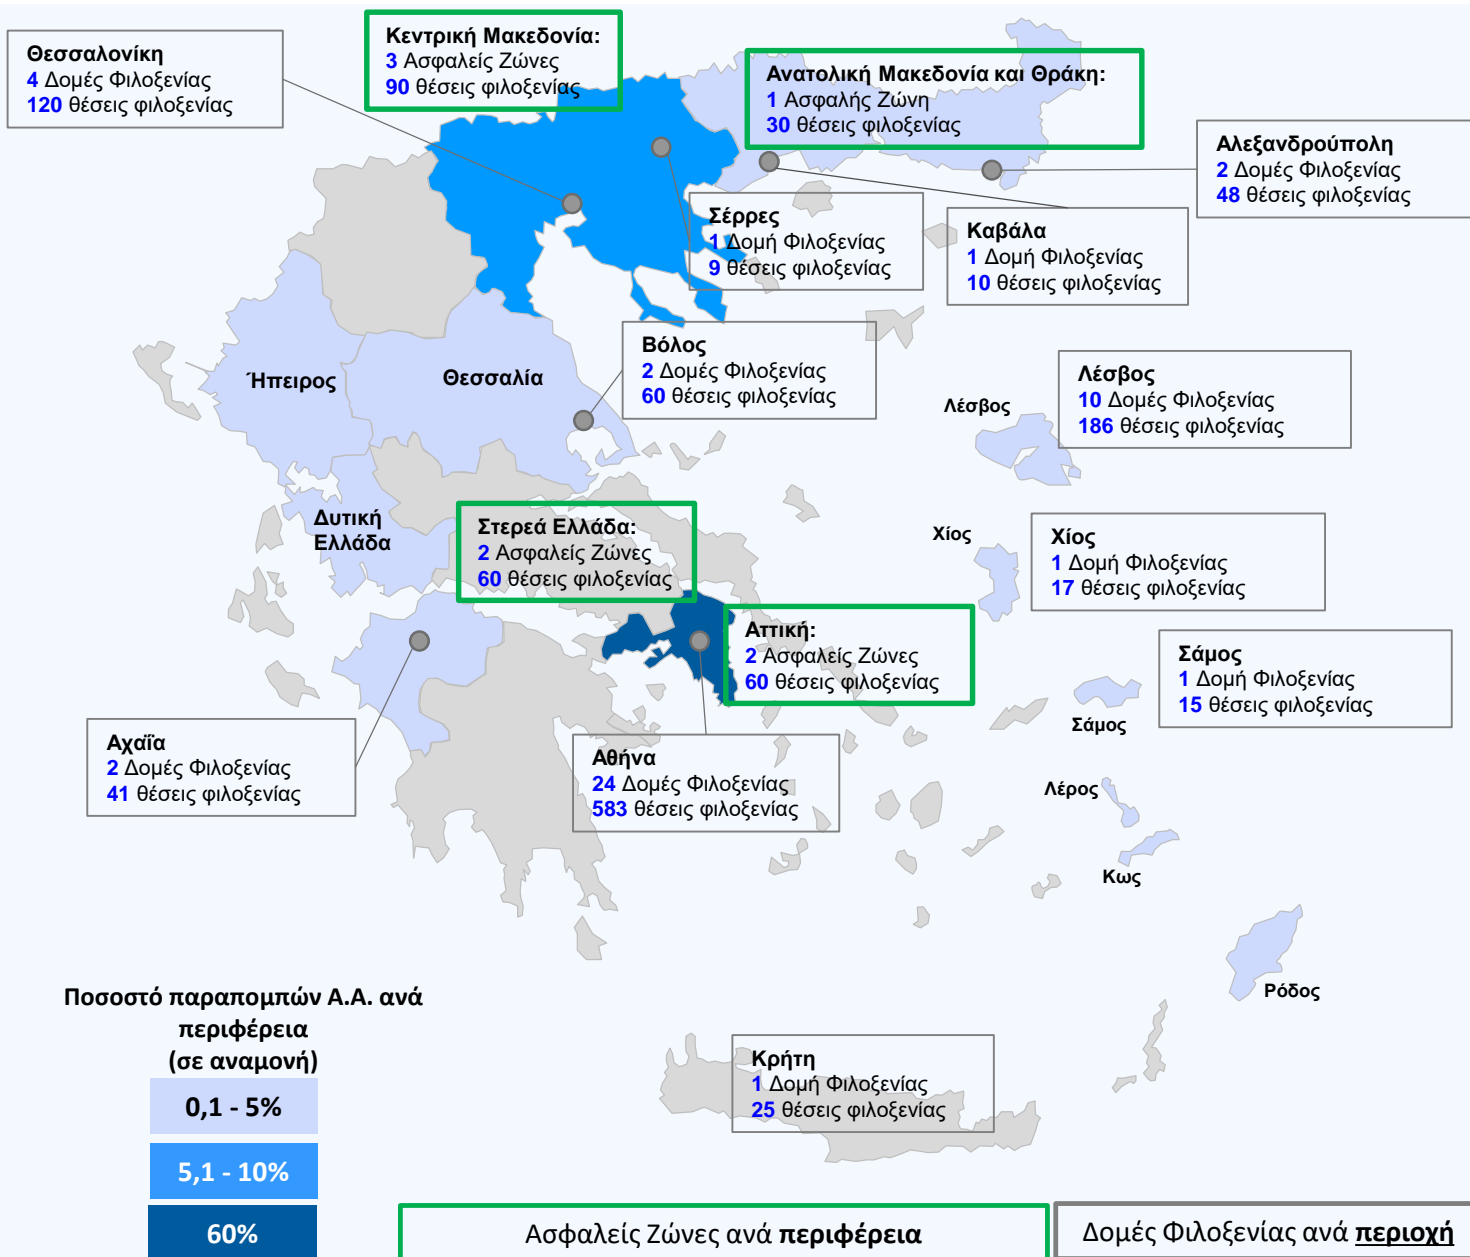 Θεσσαλονίκη
4 Δομές Φιλοξενίας
120 θέσεις φιλοξενίας
Κεντρική Μακεδονία:
3 Ασφαλείς Ζώνες
90 θέσεις φιλοξενίας
Ανατολική Μακεδονία και Θράκη:
1 Ασφαλής Ζώνη
30 θέσεις φιλοξενίας
Αλεξανδρούπολη
2 Δομές Φιλοξενίας
48 θέσεις φιλοξενίας
Σέρρες
1 Δομή Φιλοξενίας
9 θέσεις φιλοξενίας
Καβάλα
1 Δομή Φιλοξενίας
10 θέσεις φιλοξενίας
Βόλος
2 Δομές Φιλοξενίας
60 θέσεις φιλοξενίας
Ήπειρος
Θεσσαλία
Λέσβος
Λέσβος
10 Δομές Φιλοξενίας
186 θέσεις φιλοξενίας
Δυτική
Ελλάδα
Στερεά Ελλάδα:
2 Ασφαλείς Ζώνες
60 θέσεις φιλοξενίας
Χίος
Χίος
1 Δομή Φιλοξενίας
17 θέσεις φιλοξενίας
Αττική:
2 Ασφαλείς Ζώνες
60 θέσεις φιλοξενίας
Σάμος
1 Δομή Φιλοξενίας
15 θέσεις φιλοξενίας
Σάμος
Αχαΐα
2 Δομές Φιλοξενίας
41 θέσεις φιλοξενίας
Αθήνα
24 Δομές Φιλοξενίας
583 θέσεις φιλοξενίας
Λέρος
Κως
Ρόδος
Κρήτη
1 Δομή Φιλοξενίας
25 θέσεις φιλοξενίας
Ποσοστό παραπομπών Α.Α. ανά
περιφέρεια
(σε αναμονή)
0,1 - 5%
5,1 - 10%
60%
Ασφαλείς Ζώνες ανά περιφέρεια
Δομές Φιλοξενίας ανά περιοχή